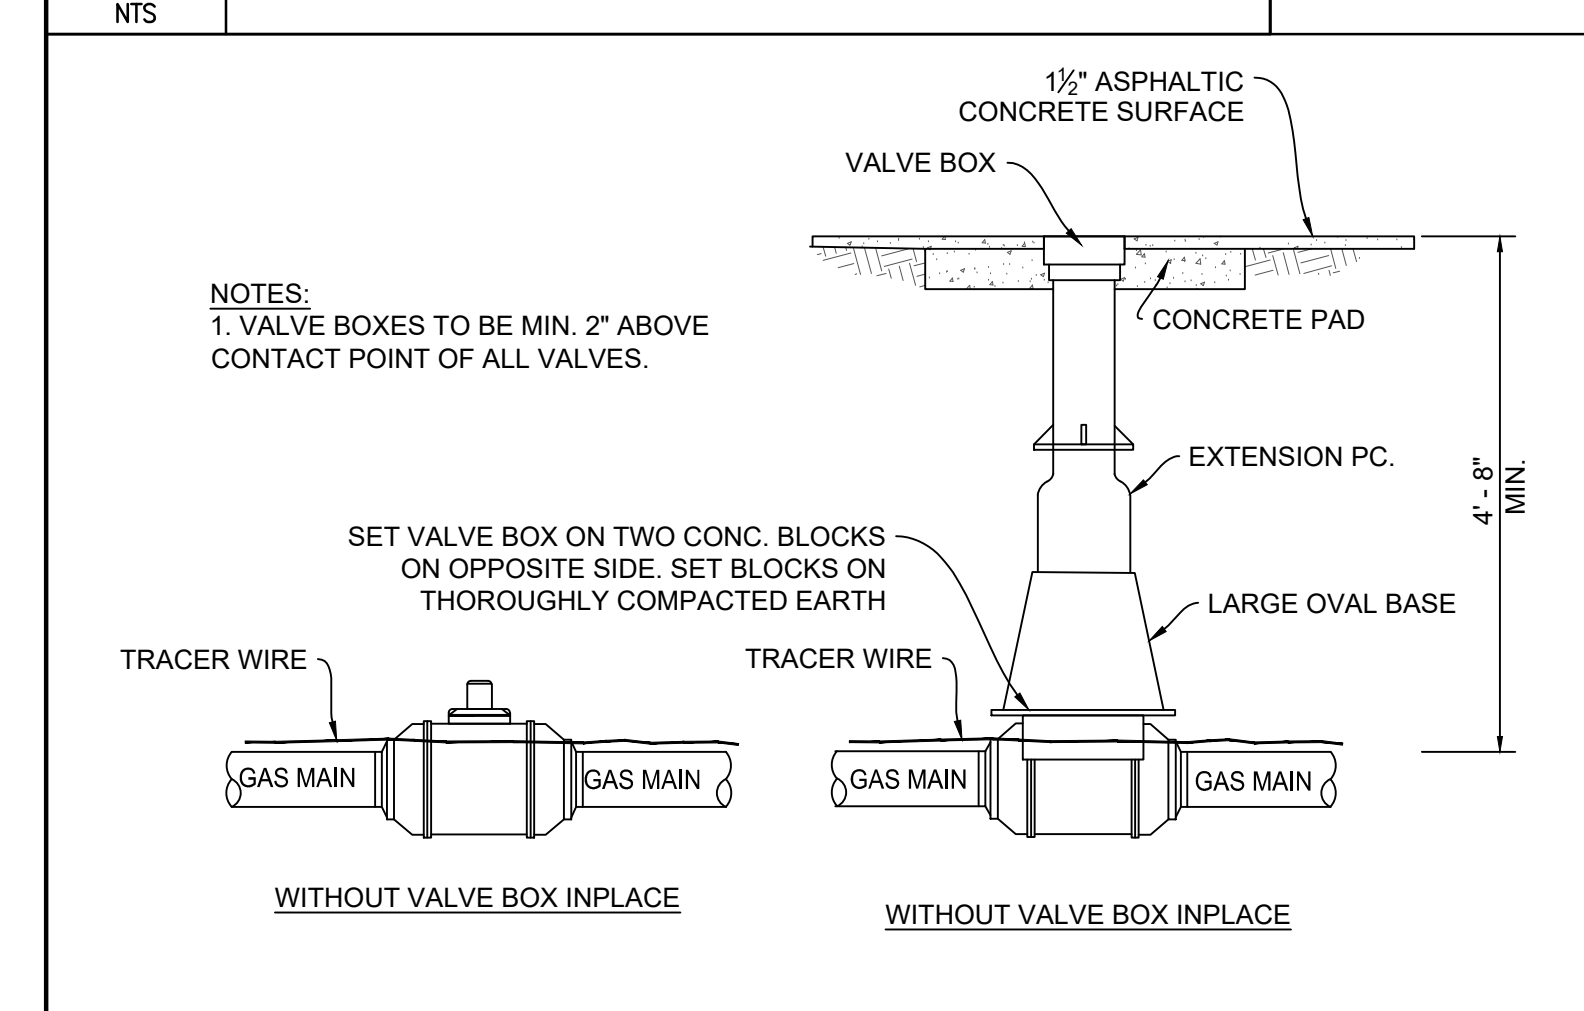 NTS
1½" ASPHALTIC
CONCRETE SURFACE
VALVE BOX
NOTES:
1. VALVE BOXES TO BE MIN. 2" ABOVE
CONTACT POINT OF ALL VALVES.
CONCRETE PAD
EXTENSION PC.
4' - 8"
MIN.
SET VALVE BOX ON TWO CONC. BLOCKS
ON OPPOSITE SIDE. SET BLOCKS ON
THOROUGHLY COMPACTED EARTH
LARGE OVAL BASE
TRACER WIRE
TRACER WIRE
GAS MAIN
GAS MAIN
GAS MAIN
GAS MAIN
WITHOUT VALVE BOX INPLACE
WITHOUT VALVE BOX INPLACE